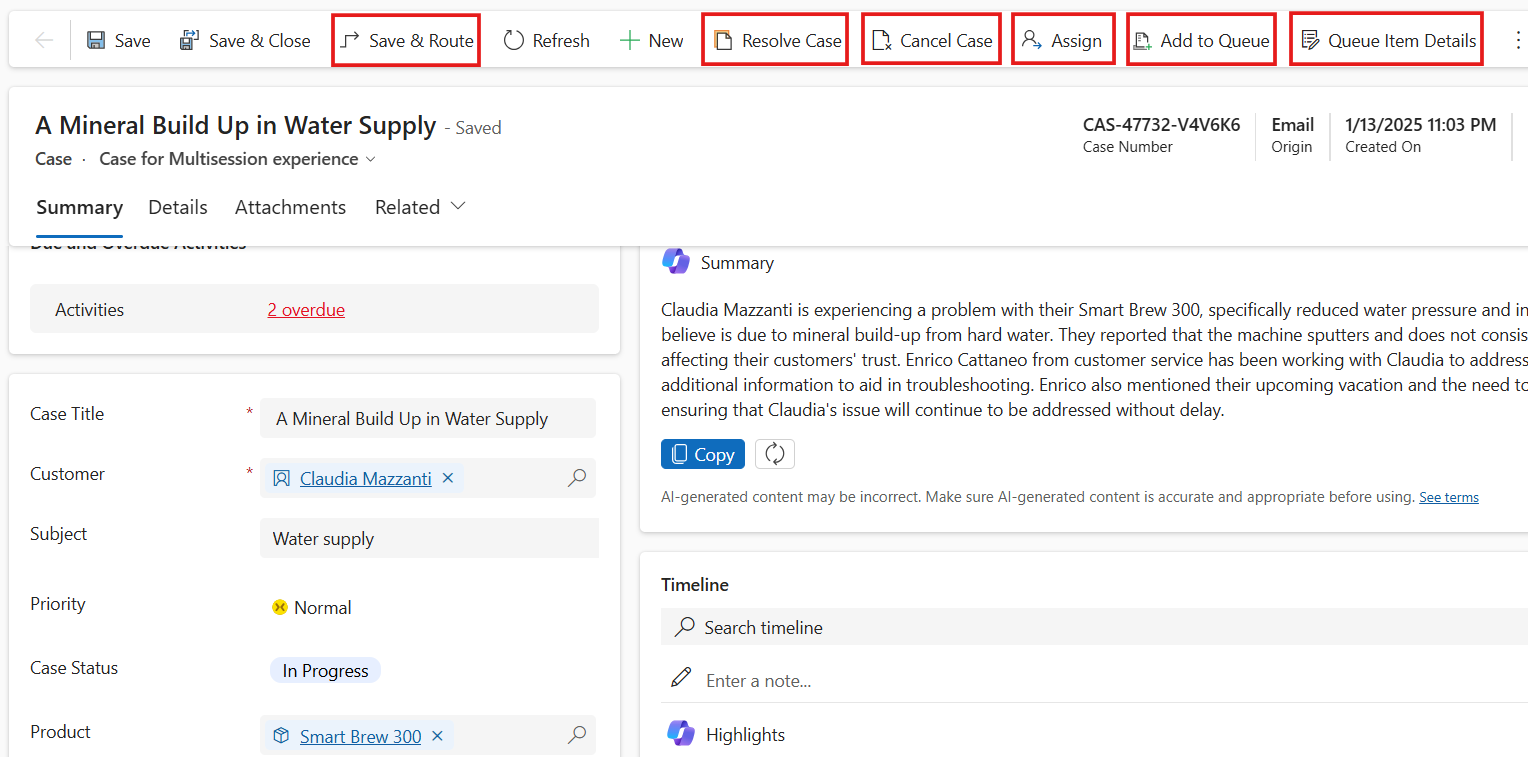 Save Save & Close Save & Route Refresh New Resolve Case Cancel Case Assign Add to Queue Queue Item Details
A Mineral Build Up in Water Supply - Saved
CAS-47732-V4V6K6
Case Number
Email
Origin
1/13/2025 11:03 PM
Created On
Case · Case for Multisession experience
Summary Details Attachments Related
Due and Overdue Activities
Activities 2 overdue
Case Title * A Mineral Build Up in Water Supply
Customer * Claudia Mazzanti
Subject Water supply
Priority Normal
Case Status In Progress
Product Smart Brew 300
Summary
Claudia Mazzanti is experiencing a problem with their Smart Brew 300, specifically reduced water pressure and in
believe is due to mineral build-up from hard water. They reported that the machine sputters and does not consis
affecting their customers' trust. Enrico Cattaneo from customer service has been working with Claudia to address
additional information to aid in troubleshooting. Enrico also mentioned their upcoming vacation and the need to
ensuring that Claudia's issue will continue to be addressed without delay.
Copy
AI-generated content may be incorrect. Make sure AI-generated content is accurate and appropriate before using. See terms
Timeline
Search timeline
Enter a note...
Highlights